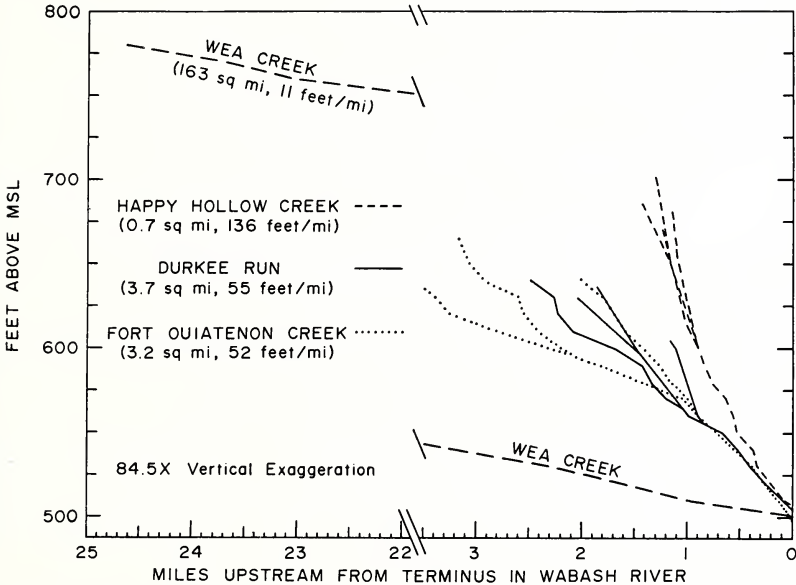 800
WEA CREEK
(163 sq mi, 11 feet/mi)
700
HAPPY HOLLOW CREEK
(0.7 sq mi, 136 feet/mi)
DURKEE RUN
(3.7 sq mi, 55 feet/mi)
600
FORT OUIATENON CREEK
(3.2 sq mi, 52 feet/mi)
FEET ABOVE MSL
84.5X Vertical Exaggeration
WEA CREEK
500
25 24 23 22 3 2 1 0
MILES UPSTREAM FROM TERMINUS IN WABASH RIVER